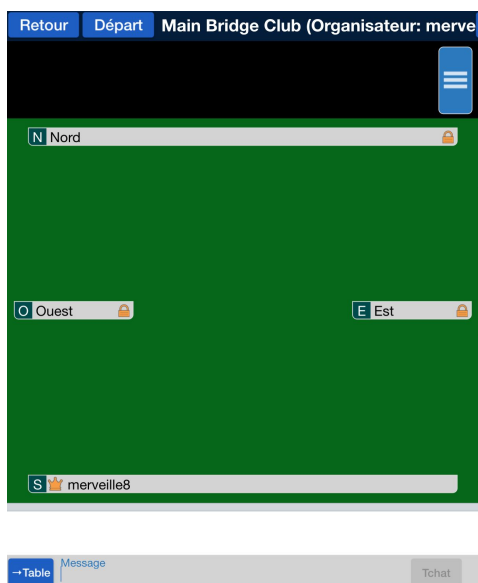 Retour Départ Main Bridge Club (Organisateur: merve
N Nord
O Ouest E Est
S merveille8
→Table Message Tchat